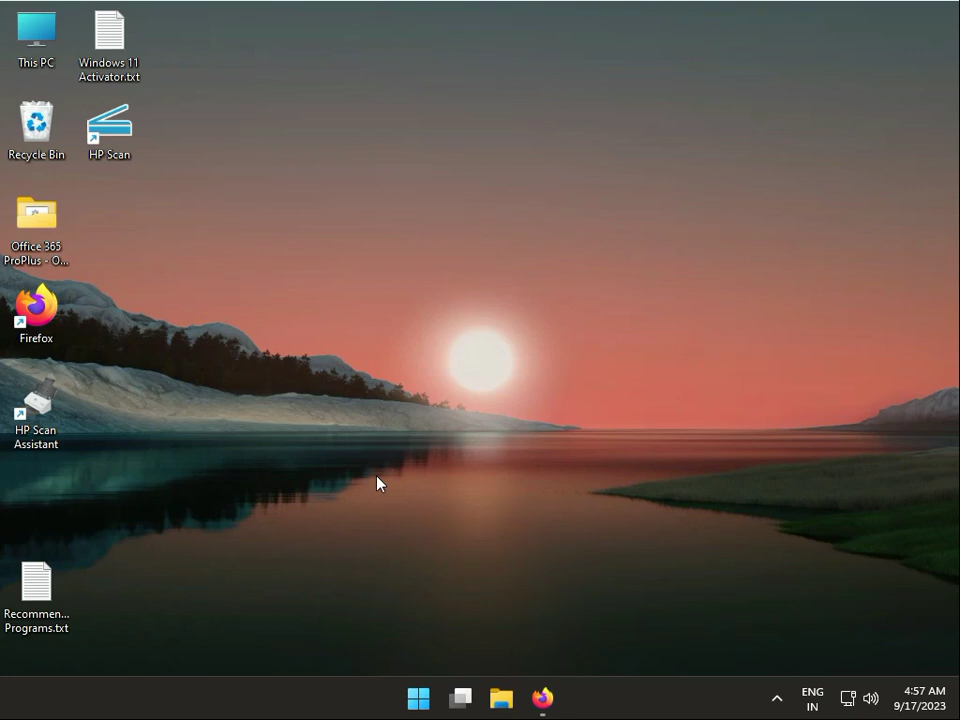 This PC
Windows 11
Activator.txt
Recycle Bin
HP Scan
Office 365
ProPlus - O...
Firefox
HP Scan
Assistant
Recommen...
Programs.txt
ENG
IN
4:57 AM
9/17/2023